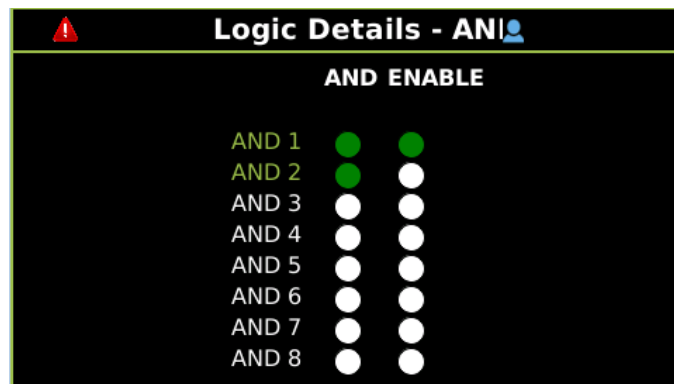 Logic Details - AN
AND ENABLE
AND 1
AND 2
AND 3
AND 4
AND 5
AND 6
AND 7
AND 8